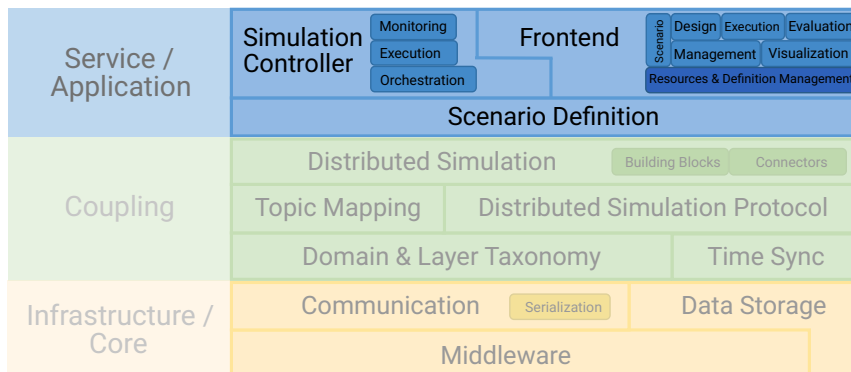 Service /
Application
Simulation
Controller
Monitoring
Execution
Orchestration
Frontend
Scenario
Design
Execution
Evaluation
Management
Visualization
Resources & Definition Management
Scenario Definition
Coupling
Distributed Simulation
Building Blocks
Connectors
Topic Mapping
Distributed Simulation Protocol
Domain & Layer Taxonomy
Time Sync
Infrastructure /
Core
Communication
Serialization
Data Storage
Middleware